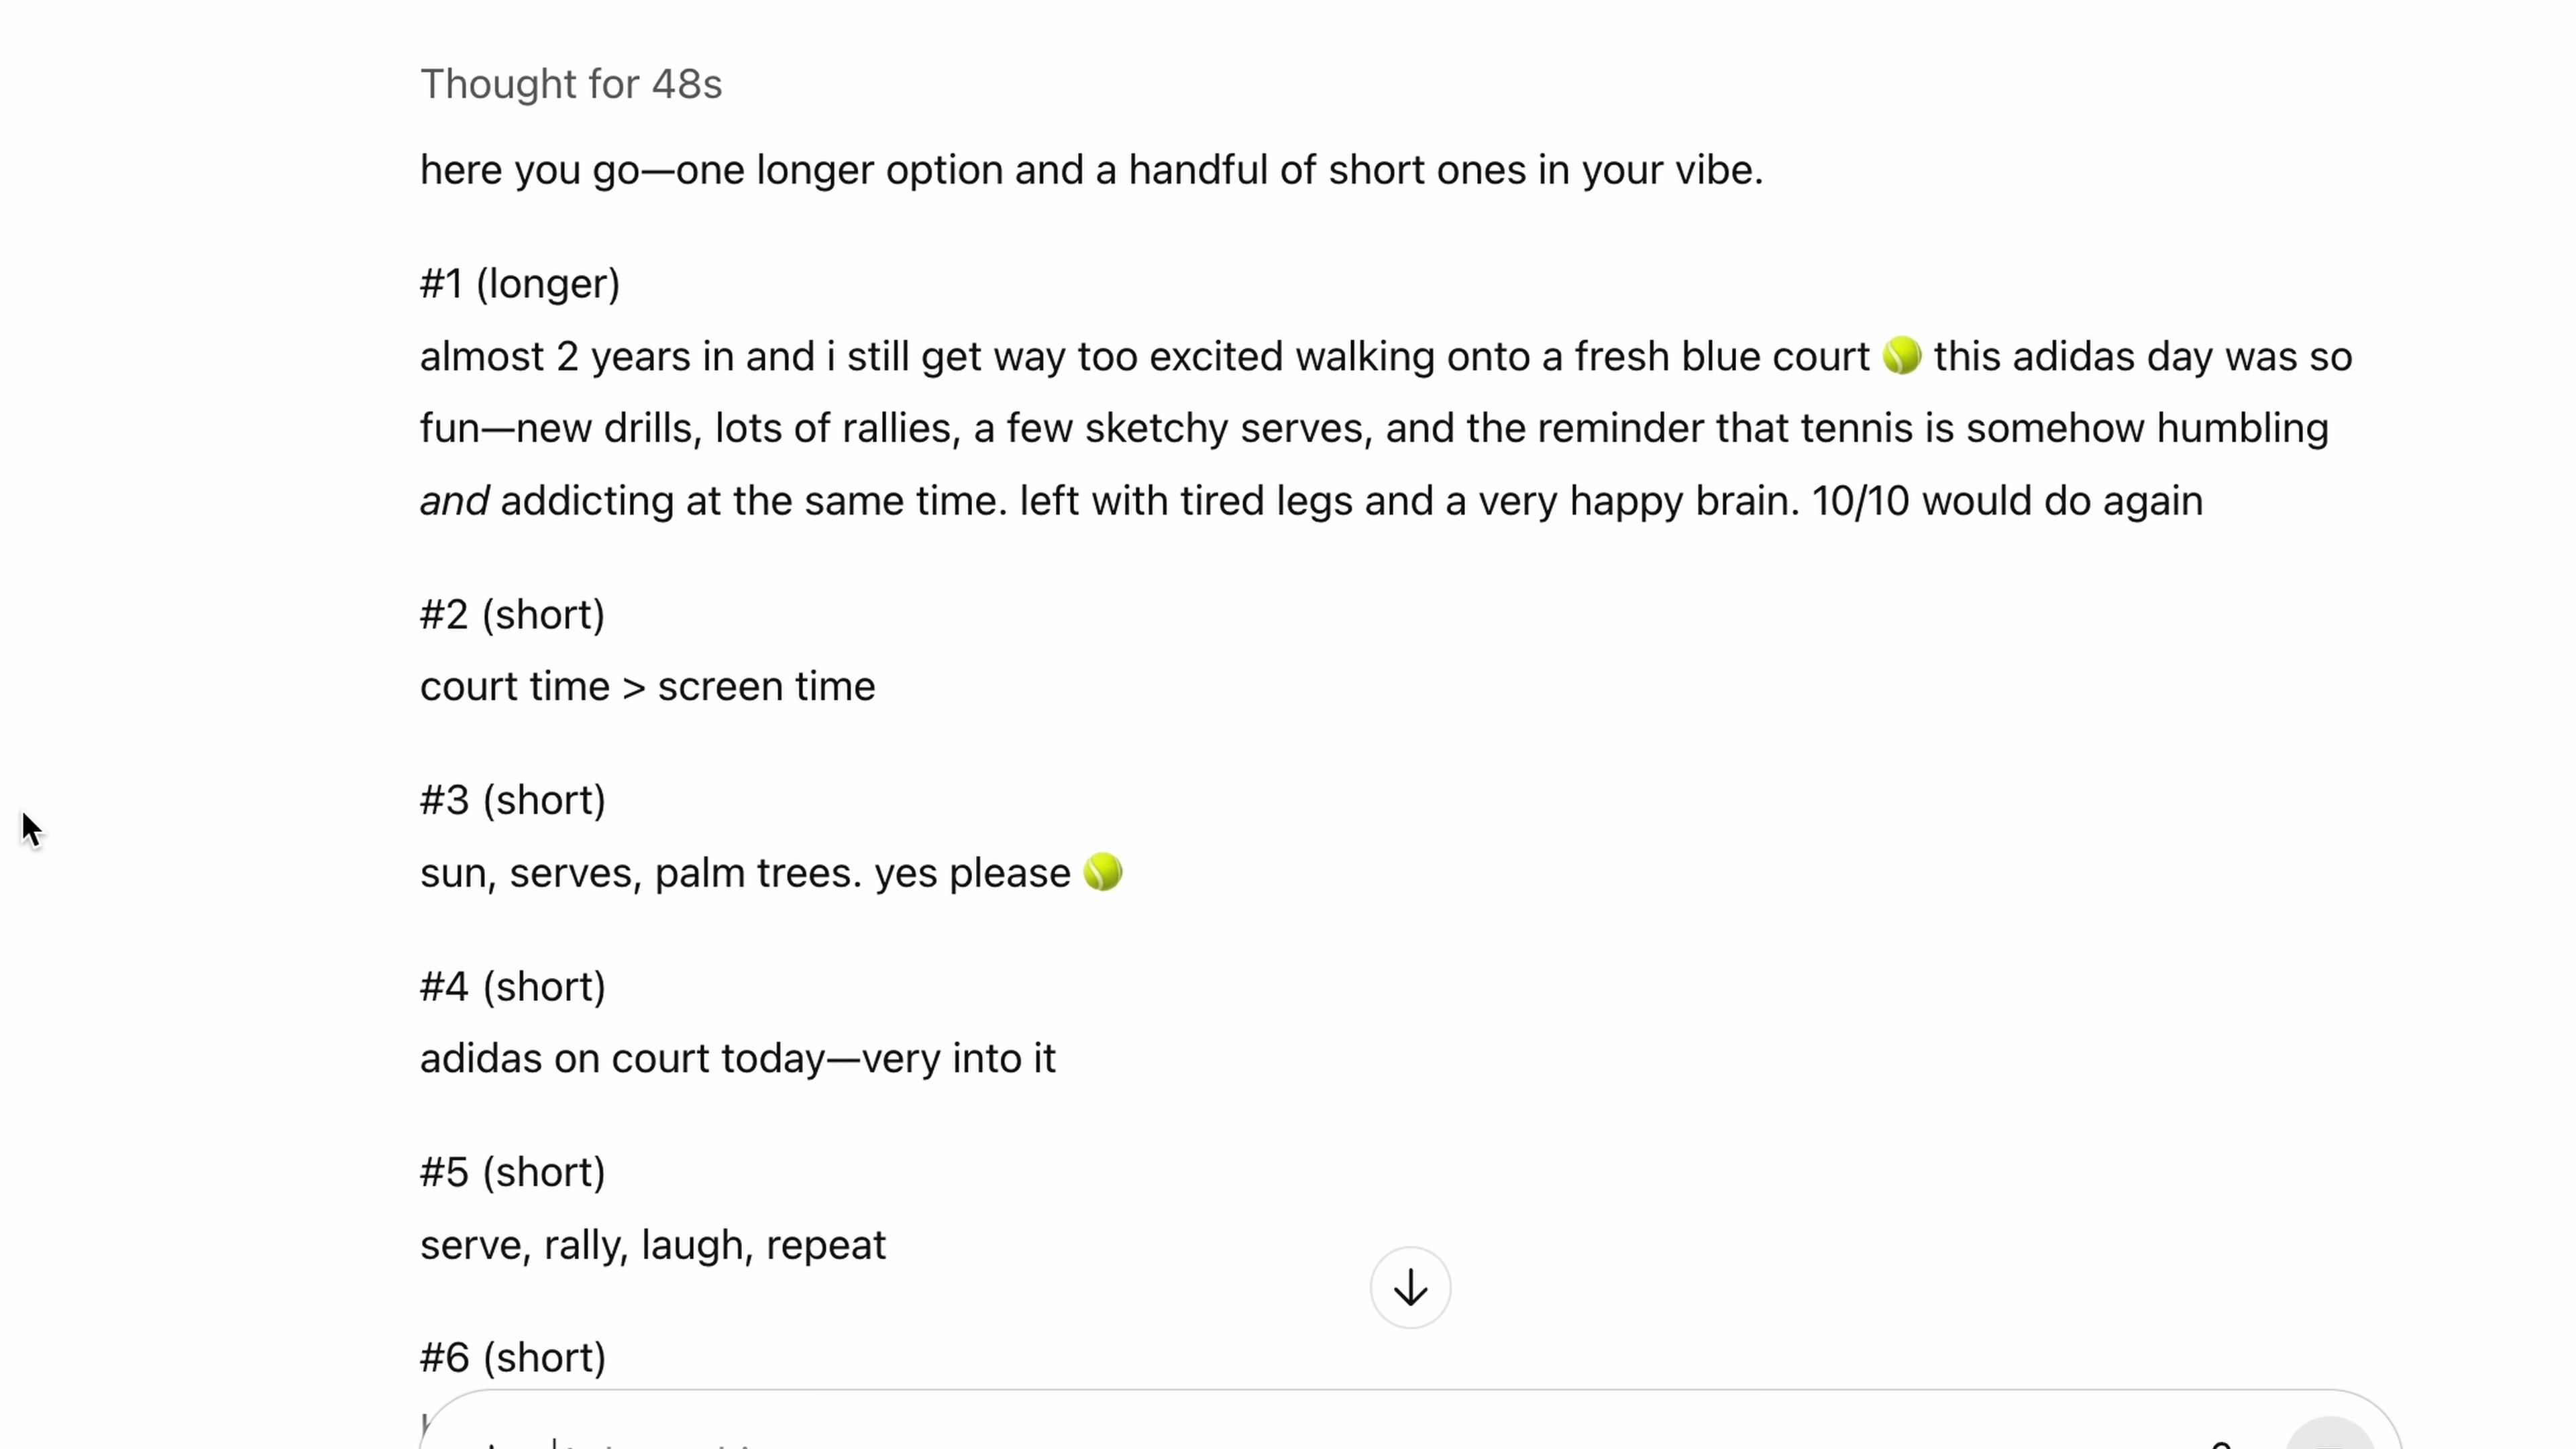 Thought for 48s
here you go—one longer option and a handful of short ones in your vibe.
#1 (longer)
almost 2 years in and i still get way too excited walking onto a fresh blue court 🎾 this adidas day was so
fun—new drills, lots of rallies, a few sketchy serves, and the reminder that tennis is somehow humbling
and addicting at the same time. left with tired legs and a very happy brain. 10/10 would do again
#2 (short)
court time > screen time
#3 (short)
sun, serves, palm trees. yes please 🎾
#4 (short)
adidas on court today—very into it
#5 (short)
serve, rally, laugh, repeat
#6 (short)